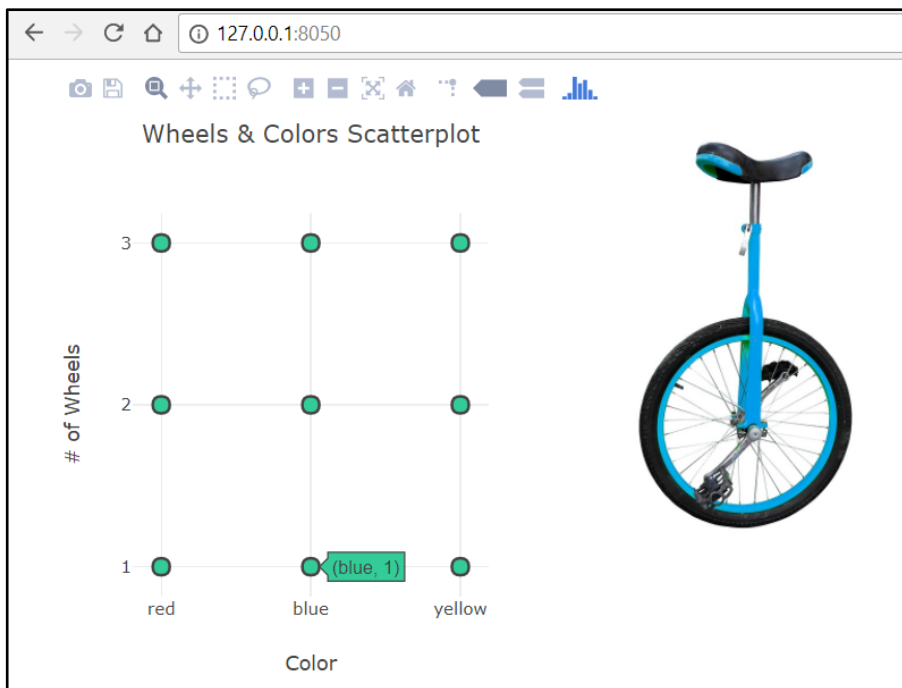 127.0.0.1:8050
Wheels & Colors Scatterplot
3
2
1
# of Wheels
(blue, 1)
red blue yellow
Color